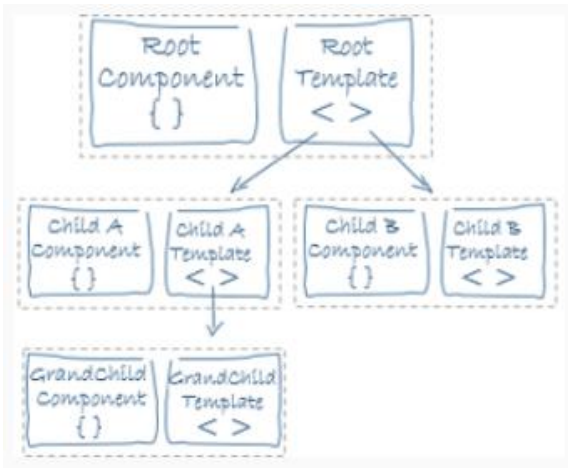 Root
Component
{ }
Root
Template
< >
Child A
Component
{ }
Child A
Template
< >
Child B
Component
{ }
Child B
Template
< >
GrandChild
Component
{ }
GrandChild
Template
< >